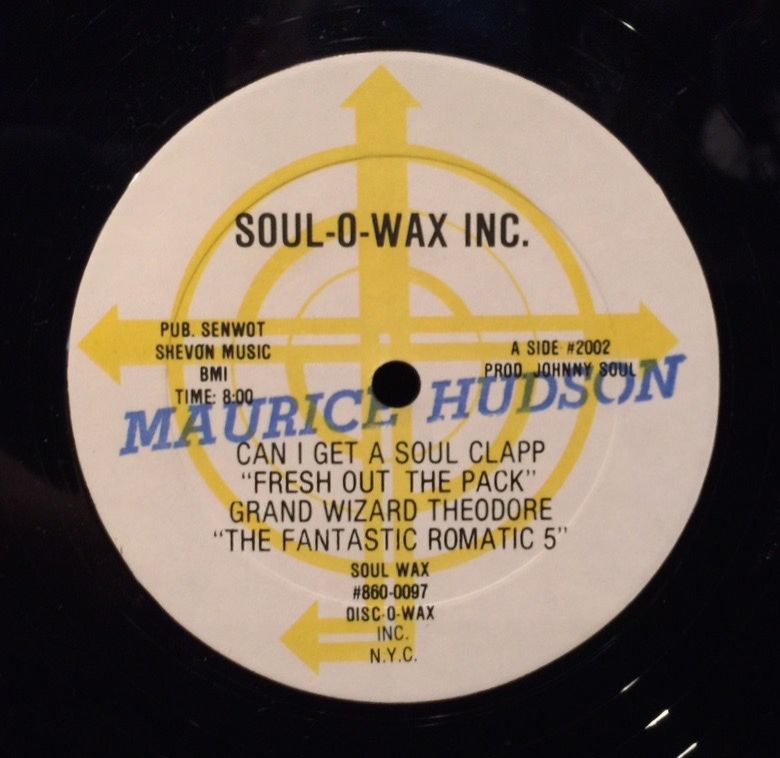 SOUL-O-WAX INC.
PUB. SENWOT
SHEVON MUSIC
BMI
TIME: 8:00
A SIDE #2002
PROD. JOHNNY SOUL
MAURICE HUDSON
CAN I GET A SOUL CLAPP
"FRESH OUT THE PACK"
GRAND WIZARD THEODORE
"THE FANTASTIC ROMATIC 5"
SOUL WAX
#860-0097
DISC-O-WAX
INC.
N.Y.C.